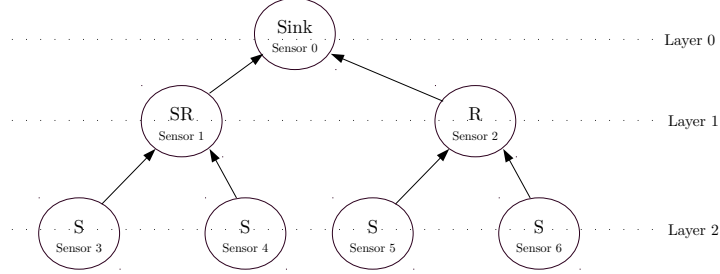 Sink
Sensor 0
Layer 0
SR
Sensor 1
R
Sensor 2
Layer 1
S
Sensor 3
S
Sensor 4
S
Sensor 5
S
Sensor 6
Layer 2